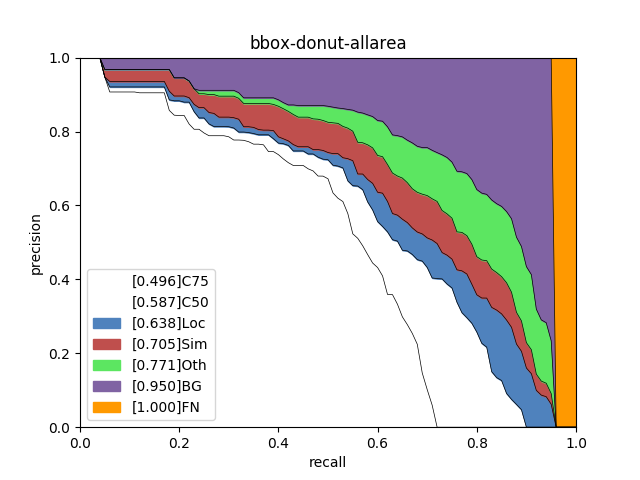 bbox-donut-allarea
1.0
0.8
0.6
0.4
0.2
0.0
precision
[0.496]C75
[0.587]C50
[0.638]Loc
[0.705]Sim
[0.771]Oth
[0.950]BG
[1.000]FN
0.0 0.2 0.4 0.6 0.8 1.0
recall